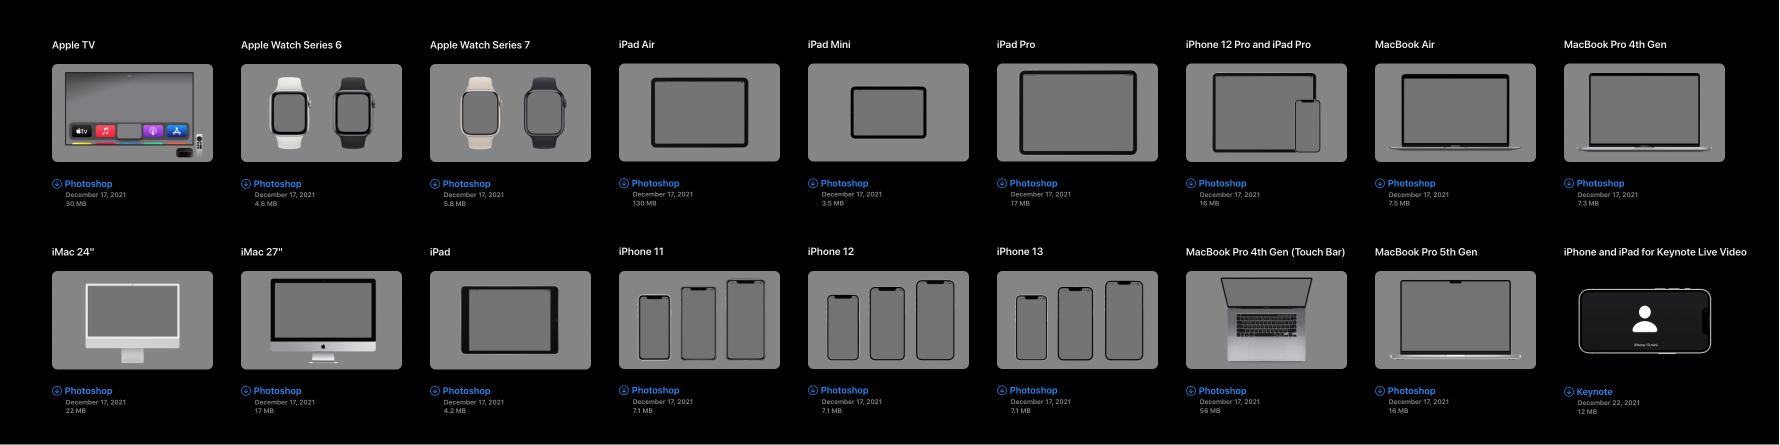 Apple TV
Apple Watch Series 6
Apple Watch Series 7
iPad Air
iPad Mini
iPad Pro
iPhone 12 Pro and iPad Pro
MacBook Air
MacBook Pro 4th Gen
tv
Photoshop
December 17, 2021
30 MB
Photoshop
December 17, 2021
4.6 MB
Photoshop
December 17, 2021
5.8 MB
Photoshop
December 17, 2021
130 MB
Photoshop
December 17, 2021
3.5 MB
Photoshop
December 17, 2021
17 MB
Photoshop
December 17, 2021
16 MB
Photoshop
December 17, 2021
7.5 MB
Photoshop
December 17, 2021
7.3 MB
iMac 24"
iMac 27"
iPad
iPhone 11
iPhone 12
iPhone 13
MacBook Pro 4th Gen (Touch Bar)
MacBook Pro 5th Gen
iPhone and iPad for Keynote Live Video
iPhone 13 mini
Photoshop
December 17, 2021
22 MB
Photoshop
December 17, 2021
17 MB
Photoshop
December 17, 2021
4.2 MB
Photoshop
December 17, 2021
7.1 MB
Photoshop
December 17, 2021
7.1 MB
Photoshop
December 17, 2021
7.1 MB
Photoshop
December 17, 2021
56 MB
Photoshop
December 17, 2021
16 MB
Keynote
December 22, 2021
12 MB